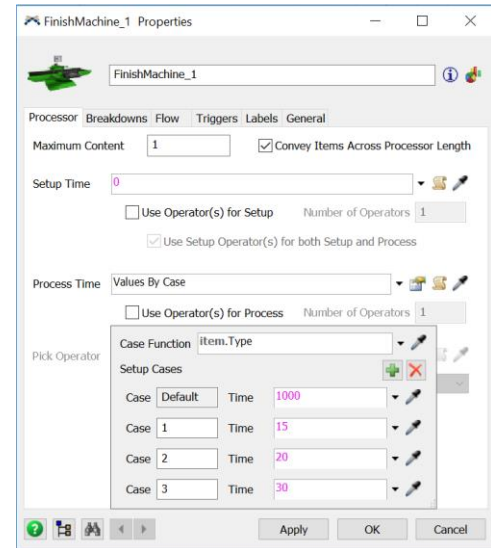 FinishMachine_1 Properties
FinishMachine_1
Processor Breakdowns Flow Triggers Labels General
Maximum Content 1 Convey Items Across Processor Length
Setup Time 0
Use Operator(s) for Setup Number of Operators 1
Use Setup Operator(s) for both Setup and Process
Process Time Values By Case
Use Operator(s) for Process Number of Operators 1
Pick Operator
Case Function item.Type
Setup Cases
Case Default Time 1000
Case 1 Time 15
Case 2 Time 20
Case 3 Time 30
Apply OK Cancel